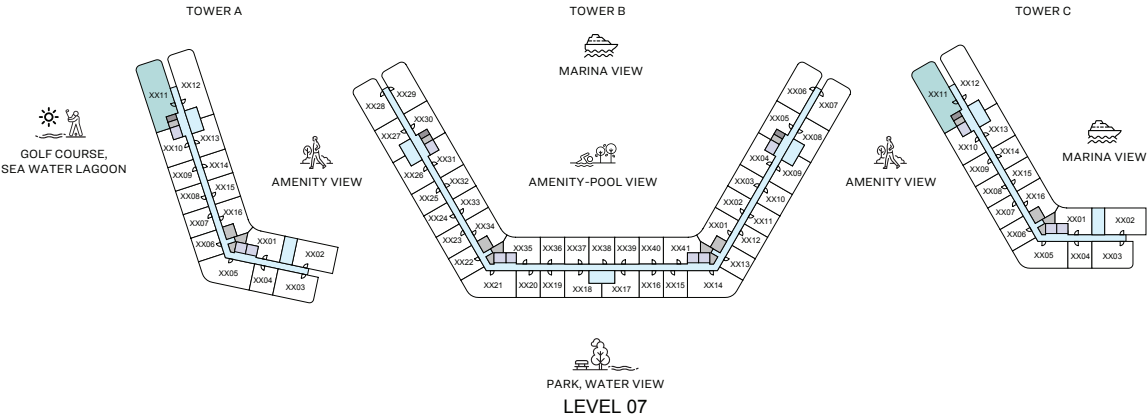 TOWER A
TOWER B
TOWER C
MARINA VIEW
GOLF COURSE,
SEA WATER LAGOON
AMENITY VIEW
AMENITY-POOL VIEW
AMENITY VIEW
MARINA VIEW
PARK, WATER VIEW
LEVEL 07
XX11
XX12
XX10
XX13
XX09
XX14
XX08
XX15
XX07
XX16
XX06
XX01
XX02
XX05
XX04
XX03
XX28
XX29
XX27
XX30
XX26
XX31
XX25
XX32
XX24
XX33
XX23
XX34
XX22
XX35
XX36
XX37
XX38
XX39
XX40
XX41
XX21
XX20
XX19
XX18
XX17
XX16
XX15
XX14
XX06
XX07
XX05
XX08
XX04
XX09
XX03
XX10
XX02
XX11
XX01
XX12
XX13
XX11
XX12
XX10
XX13
XX09
XX14
XX08
XX15
XX07
XX16
XX06
XX01
XX02
XX05
XX04
XX03